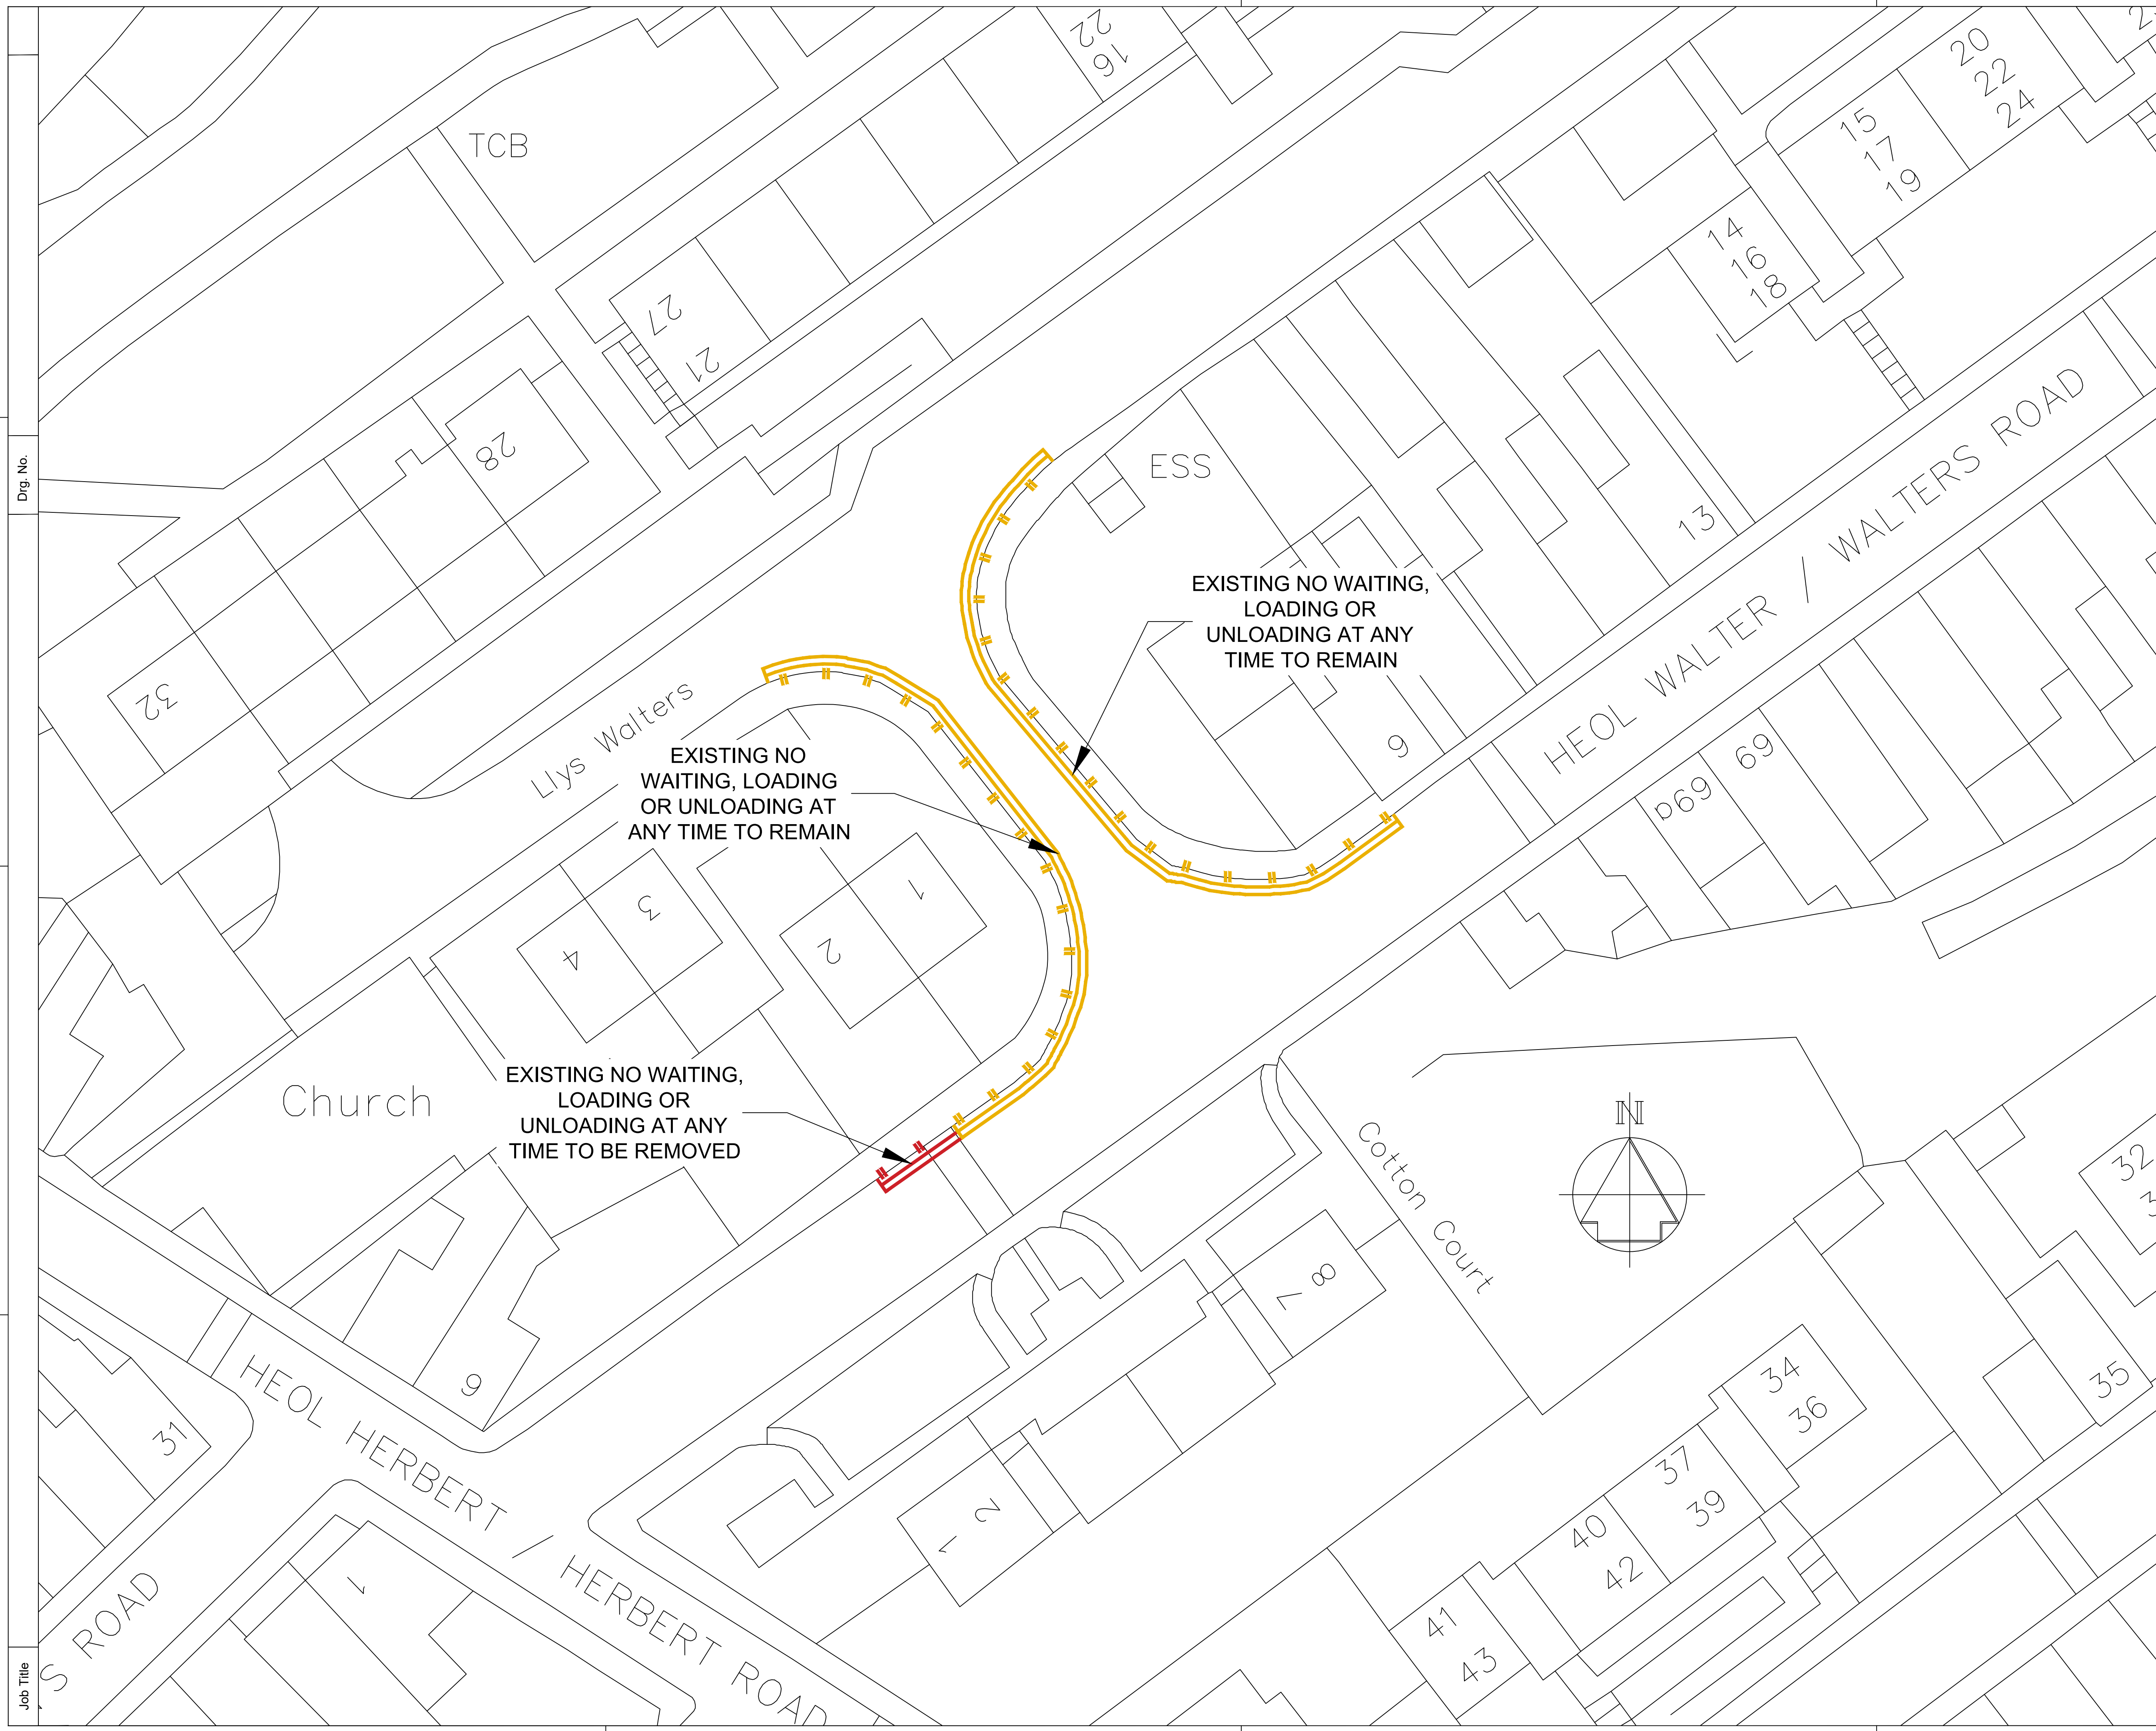 22
16
20
22
24
15
17
19
TCB
14
16
18
27
21
28
ESS
13
HEOL WALTER / WALTERS ROAD
EXISTING NO WAITING,
LOADING OR
UNLOADING AT ANY
TIME TO REMAIN
32
Llys Walters
9
69
69a
EXISTING NO
WAITING, LOADING
OR UNLOADING AT
ANY TIME TO REMAIN
1
2
3
4
Church
EXISTING NO WAITING,
LOADING OR
UNLOADING AT ANY
TIME TO BE REMOVED
N
Cotton Court
32
7 8
9
31
HEOL HERBERT / HERBERT ROAD
34
36
35
37
39
40
42
41
43
1 2
1
S ROAD
Drg. No.
Job Title